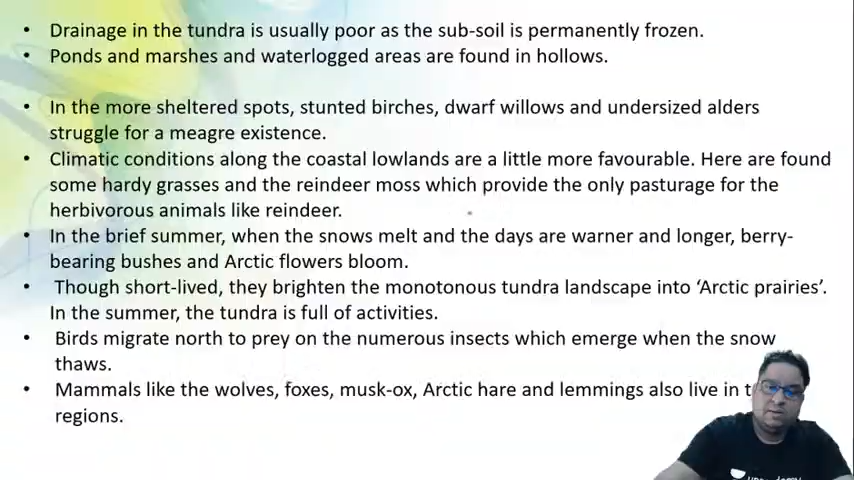 • Drainage in the tundra is usually poor as the sub-soil is permanently frozen.
• Ponds and marshes and waterlogged areas are found in hollows.
• In the more sheltered spots, stunted birches, dwarf willows and undersized alders
struggle for a meagre existence.
• Climatic conditions along the coastal lowlands are a little more favourable. Here are found
some hardy grasses and the reindeer moss which provide the only pasturage for the
herbivorous animals like reindeer.
• In the brief summer, when the snows melt and the days are warner and longer, berry-
bearing bushes and Arctic flowers bloom.
• Though short-lived, they brighten the monotonous tundra landscape into ‘Arctic prairies’.
In the summer, the tundra is full of activities.
• Birds migrate north to prey on the numerous insects which emerge when the snow
thaws.
• Mammals like the wolves, foxes, musk-ox, Arctic hare and lemmings also live in
regions.